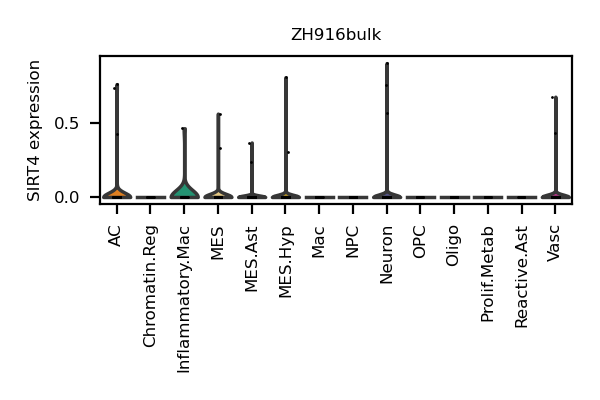 ZH916bulk
SIRT4 expression
0.5
0.0
AC
Chromatin.Reg
Inflammatory.Mac
MES
MES.Ast
MES.Hyp
Mac
NPC
Neuron
OPC
Oligo
Prolif.Metab
Reactive.Ast
Vasc